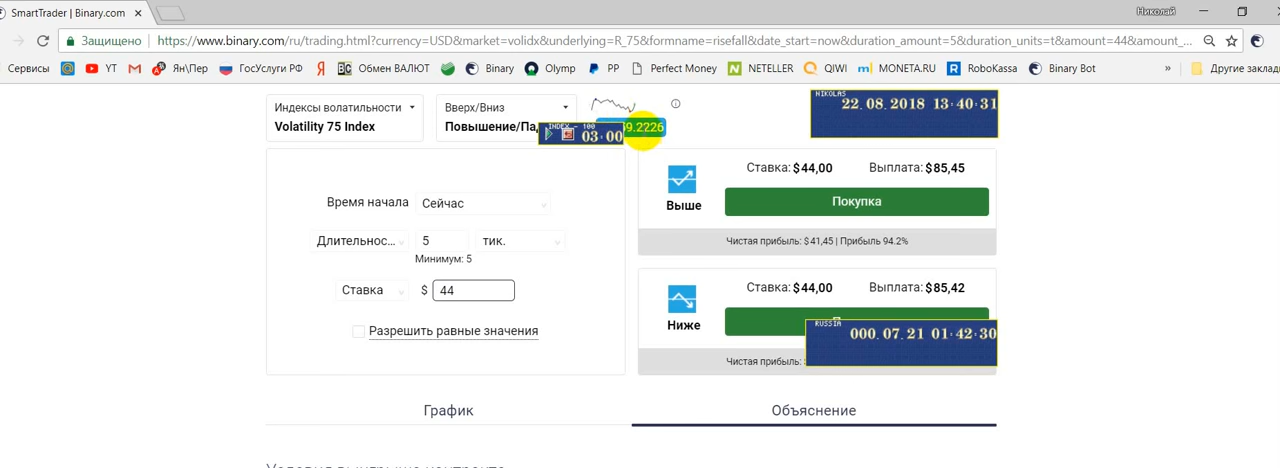 SmartTrader | Binary.com
Николай
Защищено https://www.binary.com/ru/trading.html?currency=USD&market=volidx&underlying=R_75&formname=risefall&date_start=now&duration_amount=5&duration_units=t&amount=44&amount_...
Сервисы YT Ян\Пер ГосУслуги РФ Обмен ВАЛЮТ Binary Olymp PP Perfect Money NETELLER QIWI MONETA.RU RoboKassa Binary Bot » Другие заклад
Индексы волатильности Вверх/Вниз
Volatility 75 Index Повышение/Па
INDEX - 100
03:00
39.2226
NIKOLAS
22.08.2018 13:40:31
Время начала Сейчас
Длительнос... 5 тик.
Минимум: 5
Ставка $ 44
Разрешить равные значения
Ставка: $44,00 Выплата: $85,45
Выше Покупка
Чистая прибыль: $41,45 | Прибыль 94.2%
Ставка: $44,00 Выплата: $85,42
Ниже
RUSSIA
000.07.21 01:42:30
Чистая прибыль:
График Объяснение